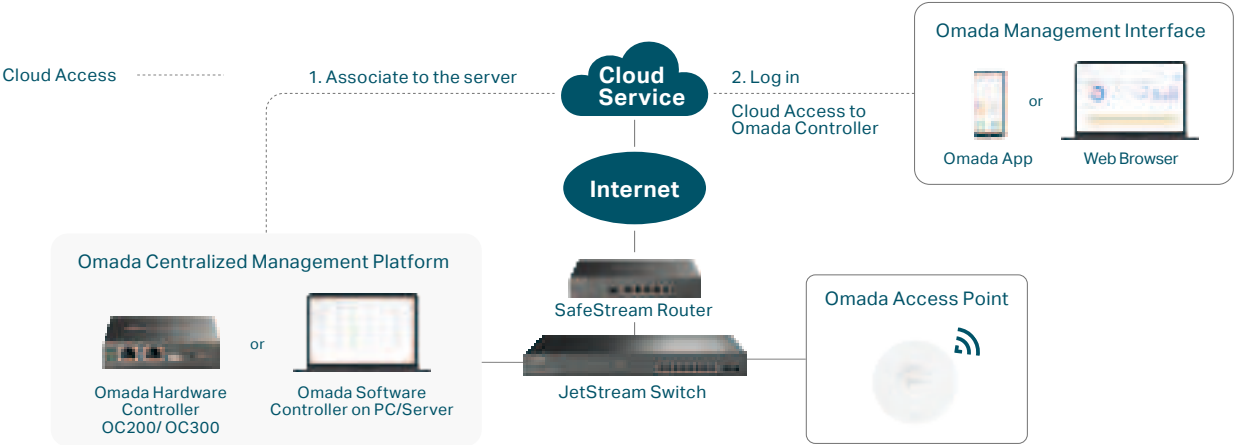 Omada Management Interface
Cloud Access
1. Associate to the server
Cloud
Service
2. Log in
Cloud Access to
Omada Controller
or
Omada App
Web Browser
Internet
Omada Centralized Management Platform
SafeStream Router
Omada Access Point
or
JetStream Switch
Omada Hardware
Controller
OC200/ OC300
Omada Software
Controller on PC/Server